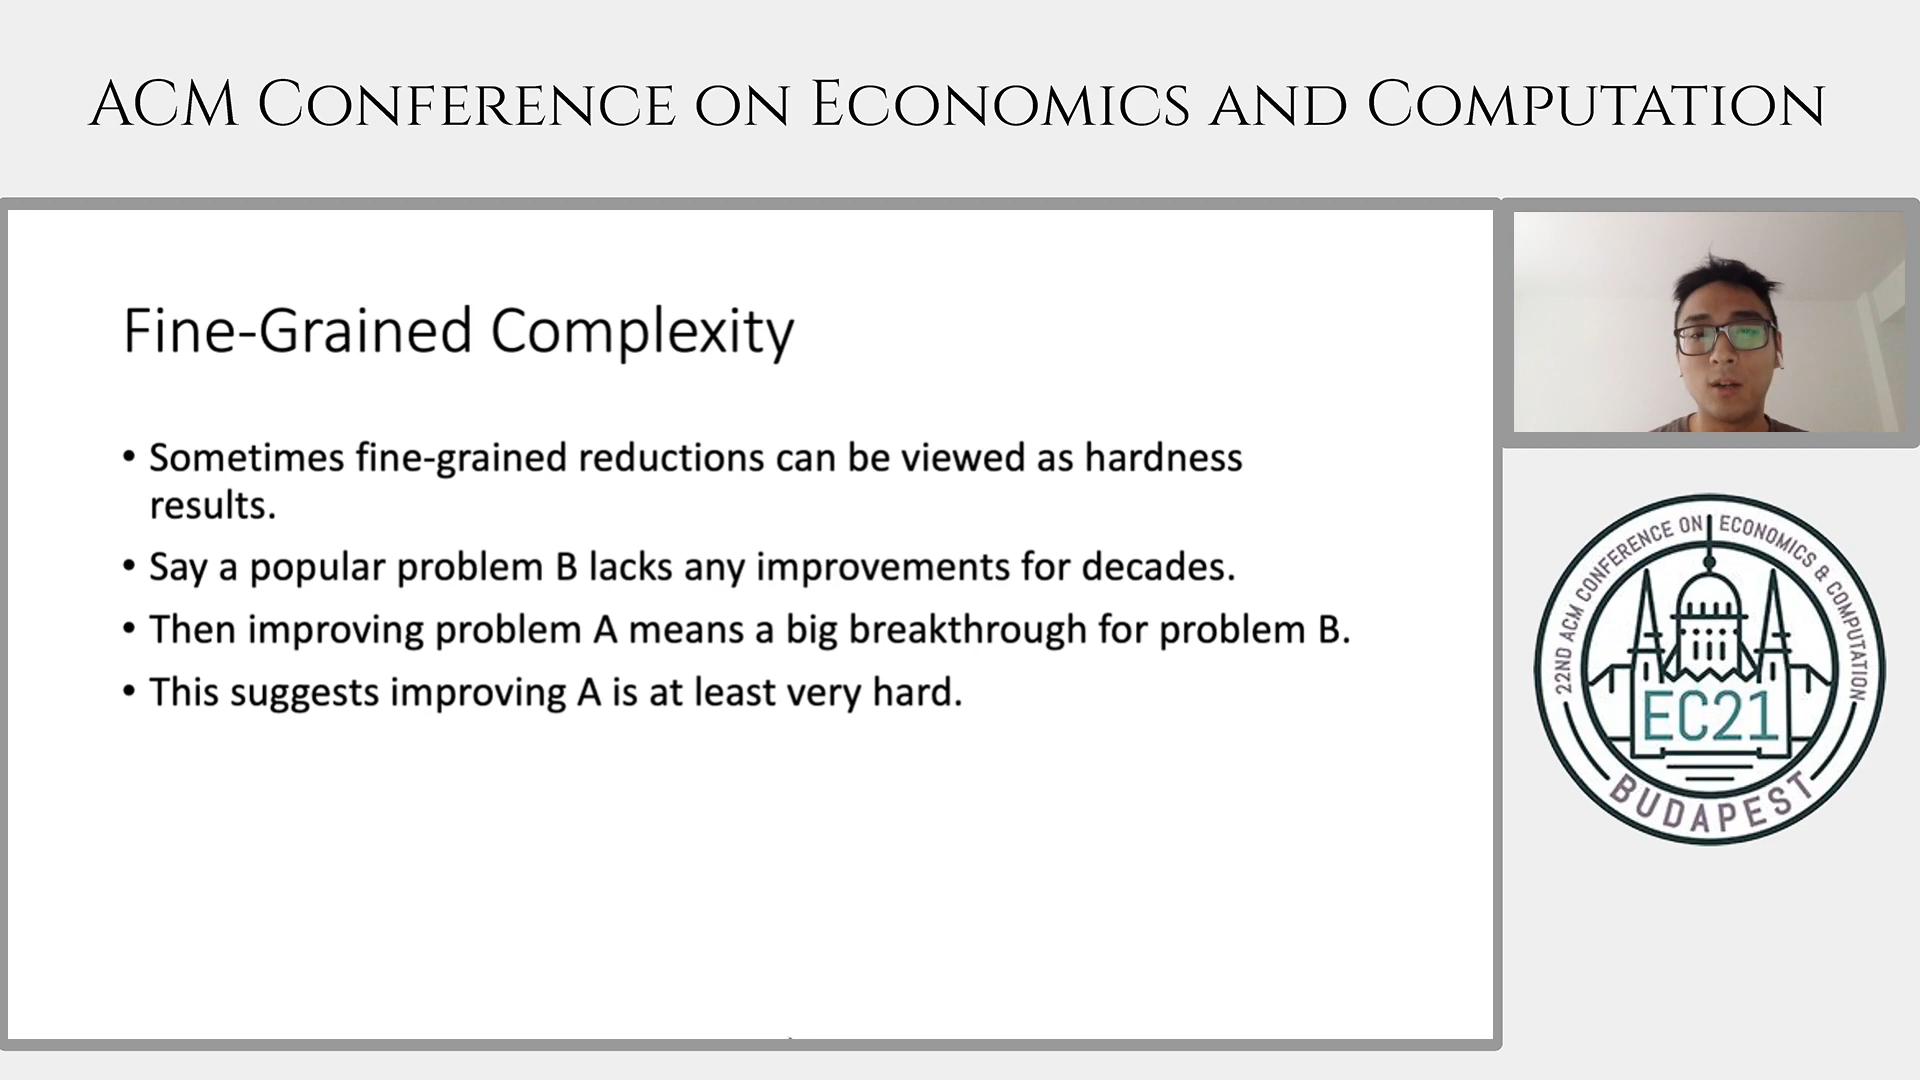 ACM Conference on Economics and Computation
Fine-Grained Complexity
• Sometimes fine-grained reductions can be viewed as hardness
results.
• Say a popular problem B lacks any improvements for decades.
• Then improving problem A means a big breakthrough for problem B.
• This suggests improving A is at least very hard.
22ND ACM CONFERENCE ON ECONOMICS & COMPUTATION
EC21
BUDAPEST